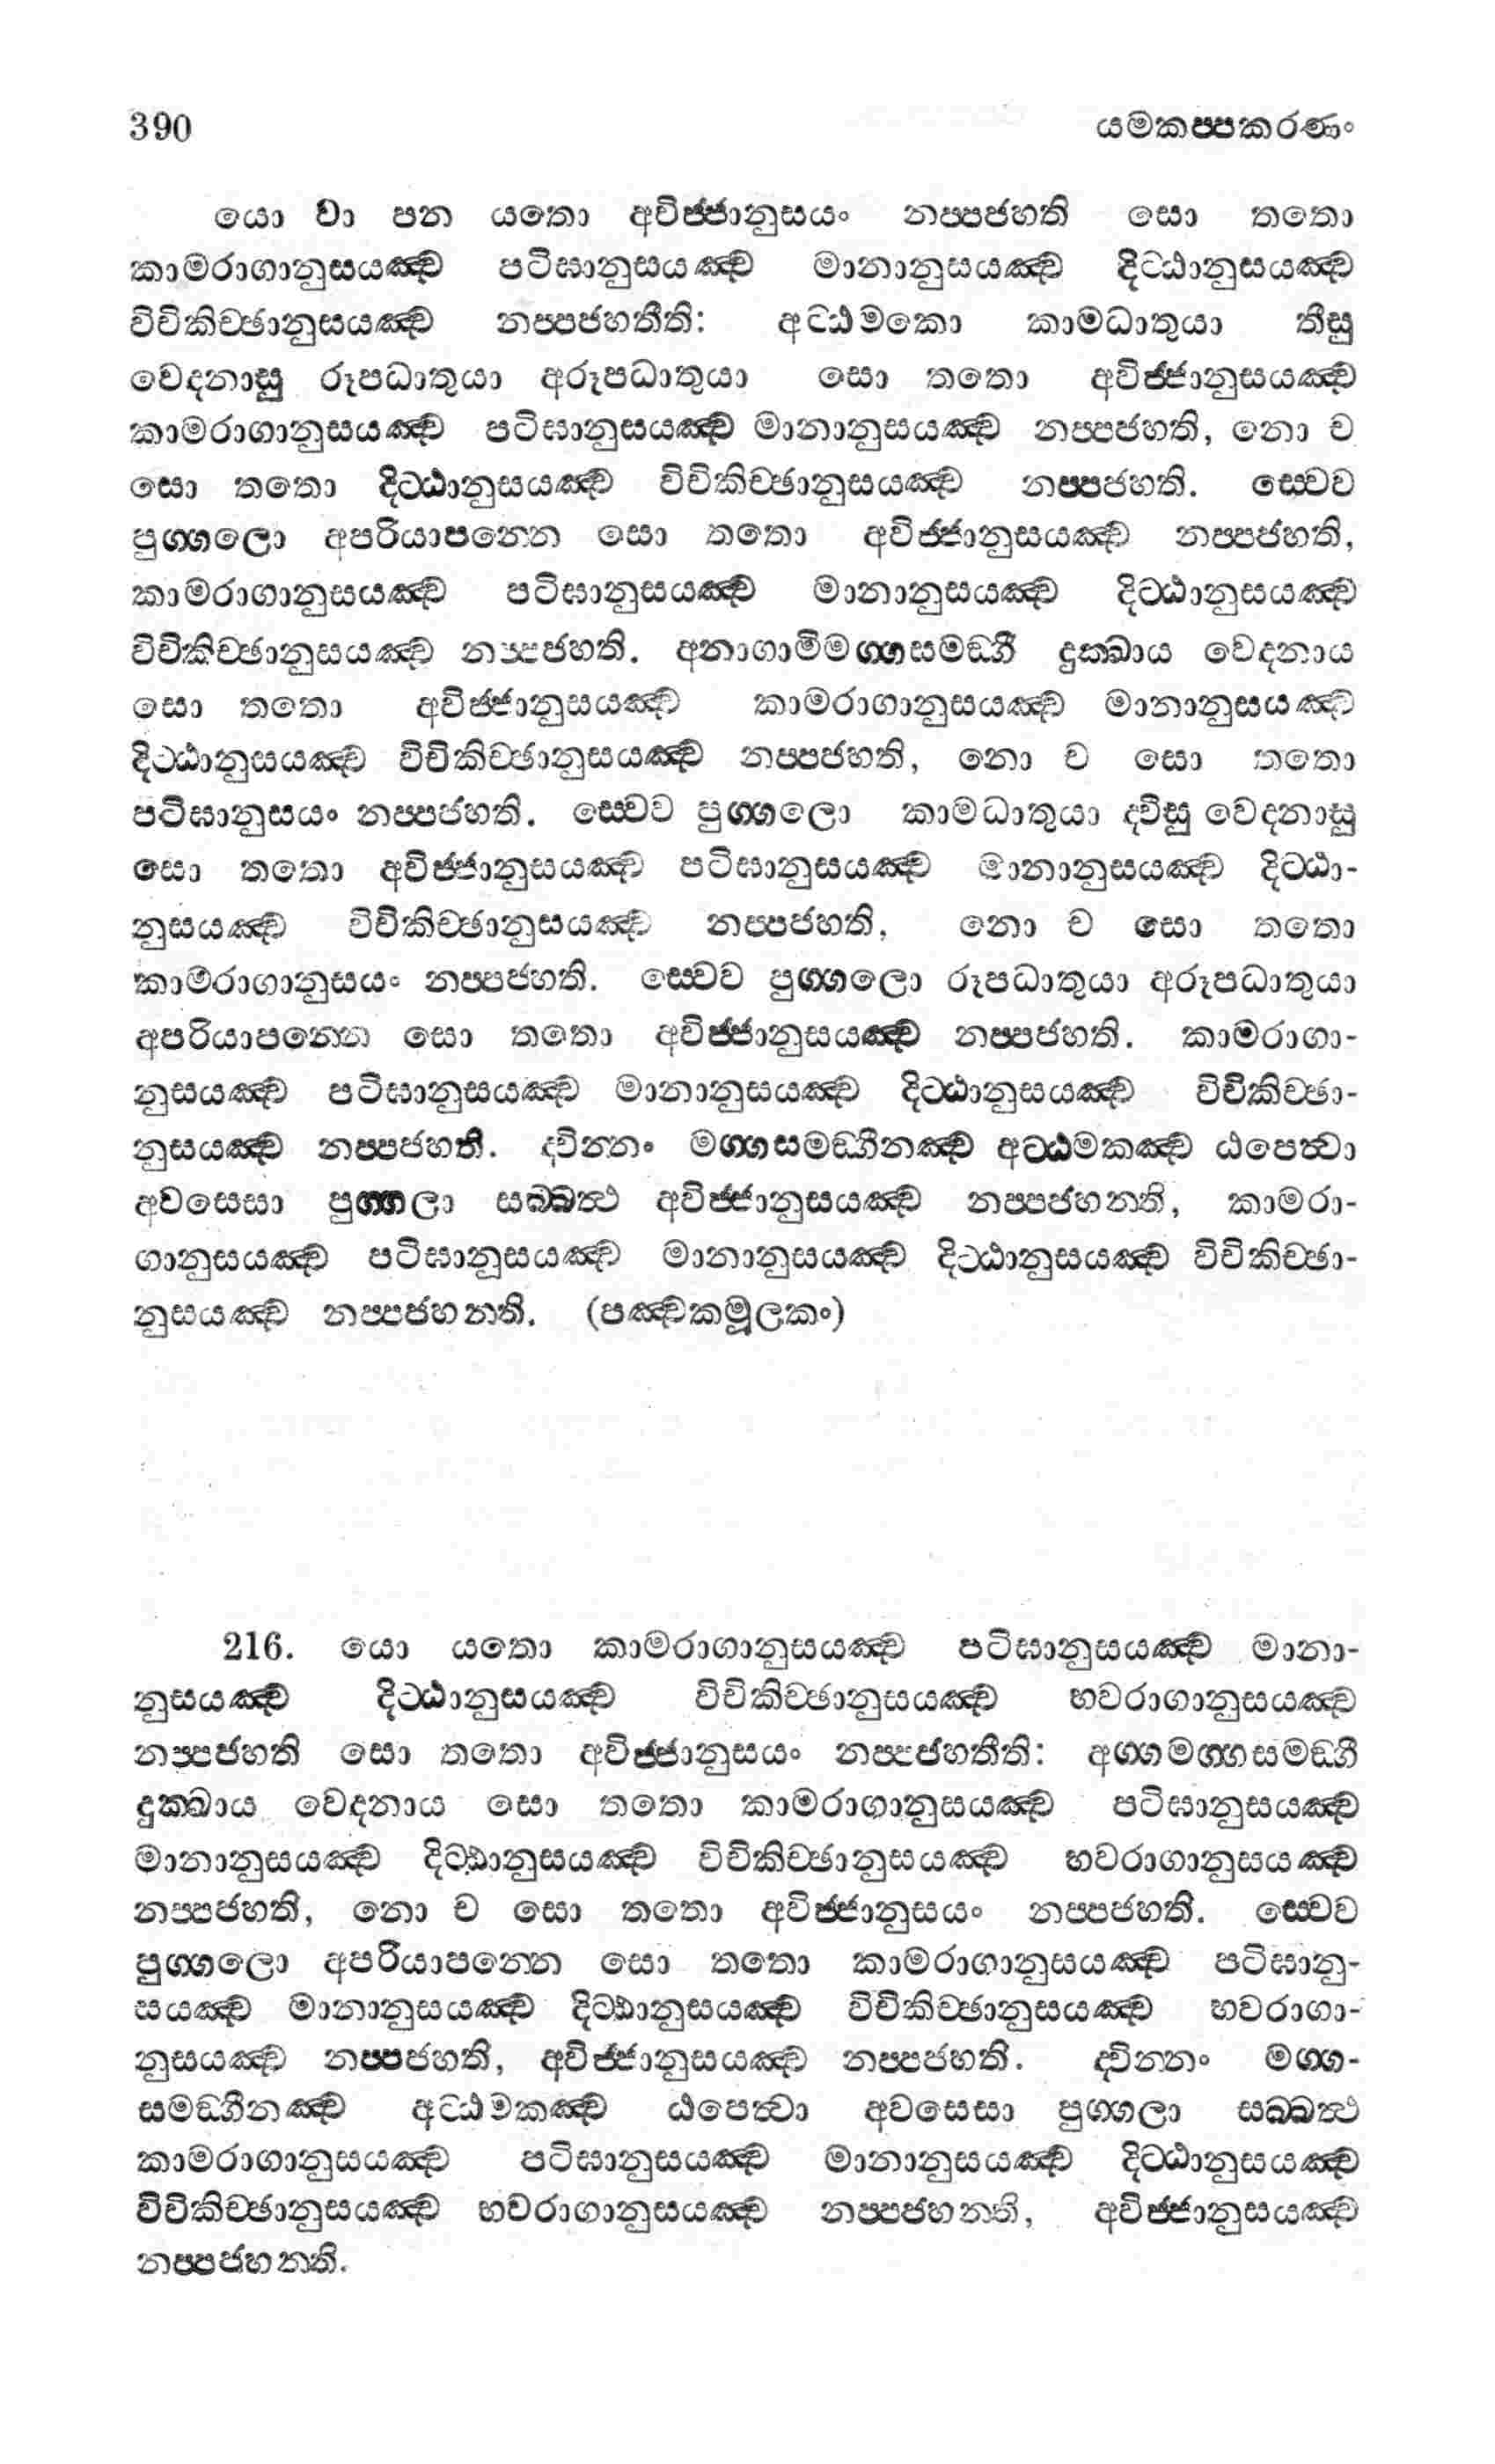 390 යමකප්පකරණං
යො වා පන යතො අවිජ්ජානුසයං නප්පජහති සො තතො
කාමරාගානුසයඤ්ච පටිඝානුසයඤ්ච මානානුසයඤ්ච දිට්ඨානුසයඤ්ච
විචිකිච්ඡානුසයඤ්ච නප්පජහතීති: අට්ඨමකො කාමධාතුයා තීසු
වෙදනාසු රූපධාතුයා අරූපධාතුයා සො තතො අවිජ්ජානුසයඤ්ච
කාමරාගානුසයඤ්ච පටිඝානුසයඤ්ච මානානුසයඤ්ච නප්පජහති, නො ච
සො තතො දිට්ඨානුසයඤ්ච විචිකිච්ඡානුසයඤ්ච නප්පජහති. ස්වෙව
පුග්ගලො අපරියාපන්නෙ සො තතො අවිජ්ජානුසයඤ්ච නප්පජහති,
කාමරාගානුසයඤ්ච පටිඝානුසයඤ්ච මානානුසයඤ්ච දිට්ඨානුසයඤ්ච
විචිකිච්ඡානුසයඤ්ච නප්පජහති. අනාගාමිමග්ගසමඞ්ගී දුක්ඛාය වෙදනාය
සො තතො අවිජ්ජානුසයඤ්ච කාමරාගානුසයඤ්ච මානානුසයඤ්ච
දිට්ඨානුසයඤ්ච විචිකිච්ඡානුසයඤ්ච නප්පජහති, නො ච සො තතො
පටිඝානුසයං නප්පජහති. ස්වෙව පුග්ගලො කාමධාතුයා ද්වීසු වෙදනාසු
සො තතො අවිජ්ජානුසයඤ්ච පටිඝානුසයඤ්ච මානානුසයඤ්ච දිට්ඨා-
නුසයඤ්ච විචිකිච්ඡානුසයඤ්ච නප්පජහති, නො ච සො තතො
කාමරාගානුසයං නප්පජහති. ස්වෙව පුග්ගලො රූපධාතුයා අරූපධාතුයා
අපරියාපන්නෙ සො තතො අවිජ්ජානුසයඤ්ච නප්පජහති. කාමරාගා-
නුසයඤ්ච පටිඝානුසයඤ්ච මානානුසයඤ්ච දිට්ඨානුසයඤ්ච විචිකිච්ඡා-
නුසයඤ්ච නප්පජහති. ද්වින්නං මග්ගසමඞ්ගීනඤ්ච අට්ඨමකඤ්ච ඨපෙත්වා
අවසෙසා පුග්ගලා සබ්බත්ථ අවිජ්ජානුසයඤ්ච නප්පජහන්ති, කාමරා-
ගානුසයඤ්ච පටිඝානුසයඤ්ච මානානුසයඤ්ච දිට්ඨානුසයඤ්ච විචිකිච්ඡා-
නුසයඤ්ච නප්පජහන්ති. (පඤ්චකමූලකං)
216. යො යතො කාමරාගානුසයඤ්ච පටිඝානුසයඤ්ච මානා-
නුසයඤ්ච දිට්ඨානුසයඤ්ච විචිකිච්ඡානුසයඤ්ච භවරාගානුසයඤ්ච
නප්පජහති සො තතො අවිජ්ජානුසයං නප්පජහතීති: අග්ගමග්ගසමඞ්ගී
දුක්ඛාය වෙදනාය සො තතො කාමරාගානුසයඤ්ච පටිඝානුසයඤ්ච
මානානුසයඤ්ච දිට්ඨානුසයඤ්ච විචිකිච්ඡානුසයඤ්ච භවරාගානුසයඤ්ච
නප්පජහති, නො ච සො තතො අවිජ්ජානුසයං නප්පජහති. ස්වෙව
පුග්ගලො අපරියාපන්නෙ සො තතො කාමරාගානුසයඤ්ච පටිඝානු-
සයඤ්ච මානානුසයඤ්ච දිට්ඨානුසයඤ්ච විචිකිච්ඡානුසයඤ්ච භවරාගා-
නුසයඤ්ච නප්පජහති, අවිජ්ජානුසයඤ්ච නප්පජහති. ද්වින්නං මග්ග-
සමඞ්ගීනඤ්ච අට්ඨමකඤ්ච ඨපෙත්වා අවසෙසා පුග්ගලා සබ්බත්ථ
කාමරාගානුසයඤ්ච පටිඝානුසයඤ්ච මානානුසයඤ්ච දිට්ඨානුසයඤ්ච
විචිකිච්ඡානුසයඤ්ච භවරාගානුසයඤ්ච නප්පජහන්ති, අවිජ්ජානුසයඤ්ච
නප්පජහන්ති.